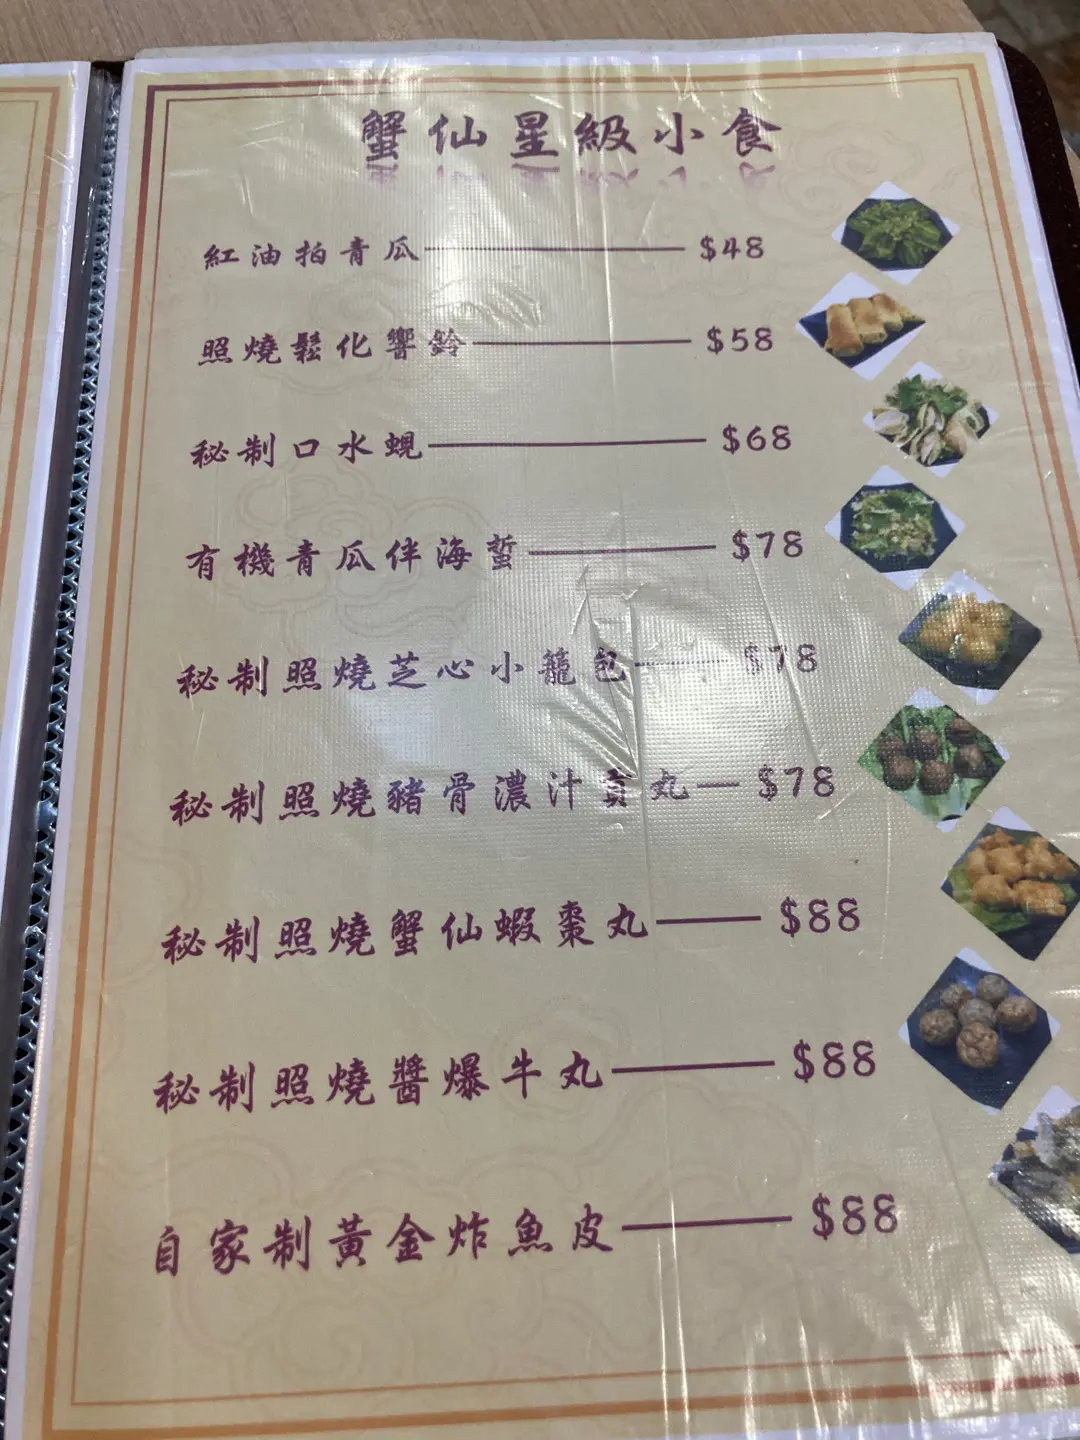 蟹仙星級小食
紅油拍青瓜 $48
照燒鬆化響鈴 $58
秘制口水蜆 $68
有機青瓜伴海蜇 $78
秘制照燒芝心小籠包 $78
秘制照燒豬骨濃汁貢丸 $78
秘制照燒蟹仙蝦棗丸 $88
秘制照燒醬爆牛丸 $88
自家制黃金炸魚皮 $88